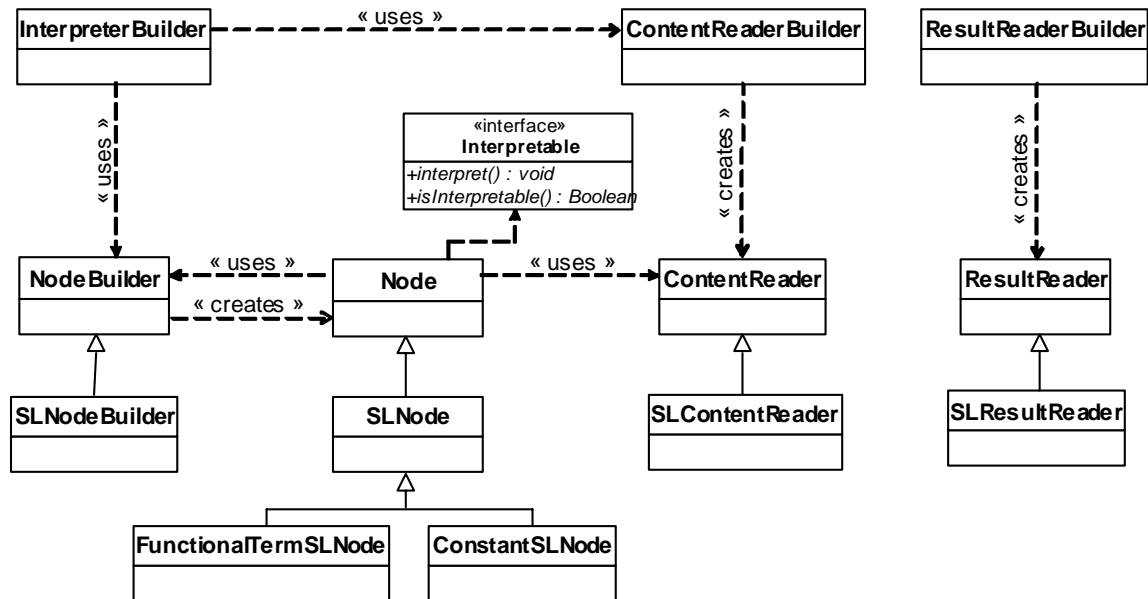 InterpreterBuilder
« uses »
ContentReaderBuilder
ResultReaderBuilder
« uses »
«interface»
Interpretable
+interpret() : void
+isInterpretable() : Boolean
« creates »
« creates »
NodeBuilder
« uses »
« creates »
Node
« uses »
ContentReader
ResultReader
SLNodeBuilder
SLNode
SLContentReader
SLResultReader
FunctionalTermSLNode
ConstantSLNode